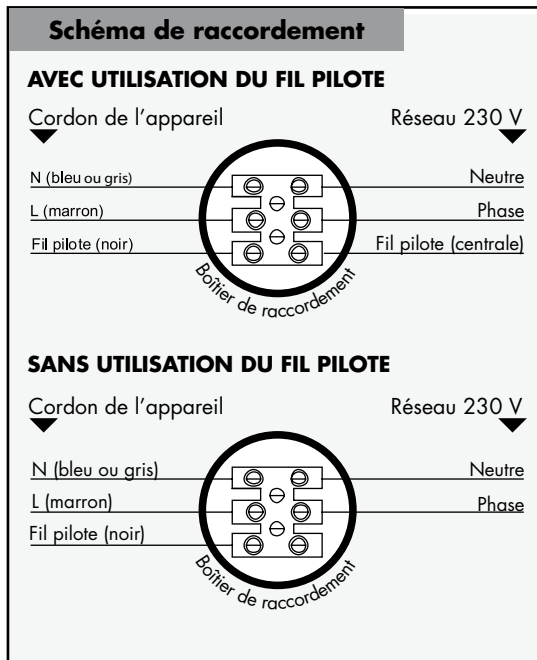 Schéma de raccordement
AVEC UTILISATION DU FIL PILOTE
Cordon de l'appareil
Réseau 230 V
N (bleu ou gris)
Neutre
L (marron)
Phase
Fil pilote (noir)
Fil pilote (centrale)
Boîtier de raccordement
SANS UTILISATION DU FIL PILOTE
Cordon de l'appareil
Réseau 230 V
N (bleu ou gris)
Neutre
L (marron)
Phase
Fil pilote (noir)
Boîtier de raccordement